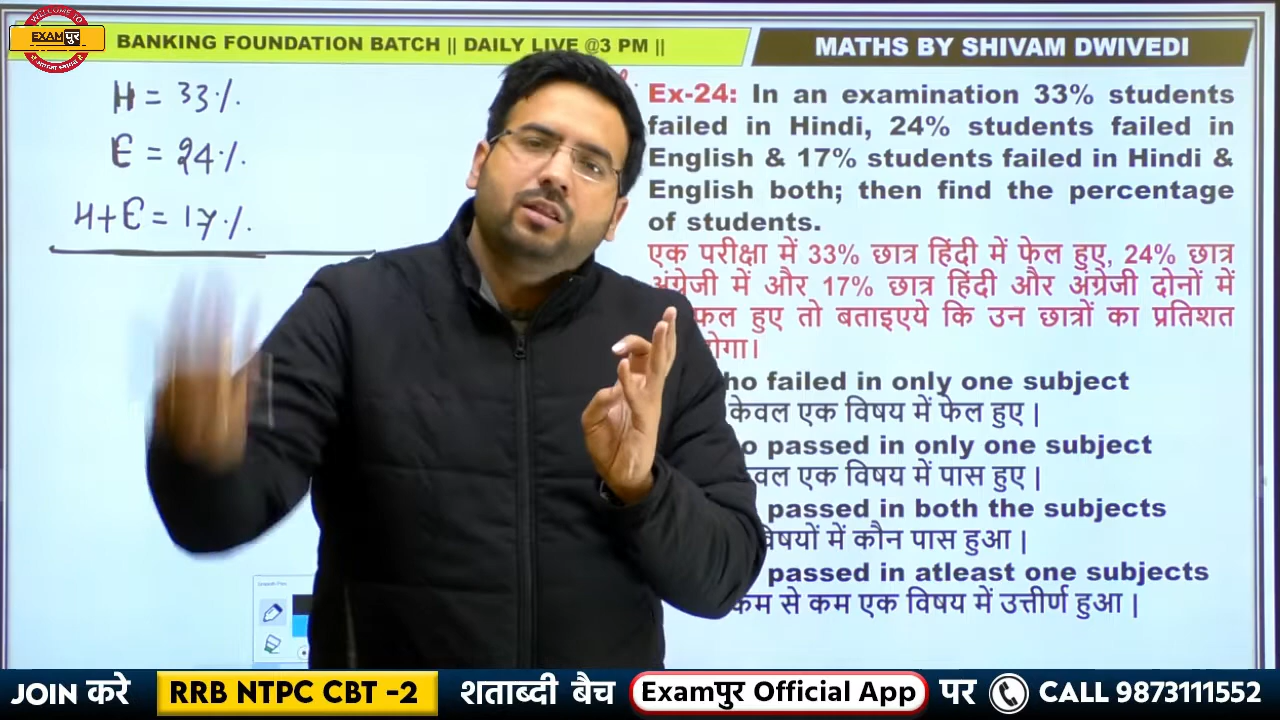 WELCOME TO
EXAMपुर
BANKING FOUNDATION BATCH || DAILY LIVE @3 PM ||
MATHS BY SHIVAM DWIVEDI
H = 33%.
E = 24%.
H+E = 17%.
Ex-24: In an examination 33% students
failed in Hindi, 24% students failed in
English & 17% students failed in Hindi &
English both; then find the percentage
of students.
एक परीक्षा में 33% छात्र हिंदी में फेल हुए, 24% छात्र
अंग्रेजी में और 17% छात्र हिंदी और अंग्रेजी दोनों में
हुए तो बताइएये कि उन छात्रों का प्रतिशत
failed in only one subject
केवल एक विषय में फेल हुए |
passed in only one subject
एक विषय में पास हुए |
passed in both the subjects
में कौन पास हुआ |
passed in atleast one subjects
कम से कम एक विषय में उत्तीर्ण हुआ |
JOIN करे RRB NTPC CBT -2 शताब्दी बैच Examपुर Official App पर CALL 9873111552